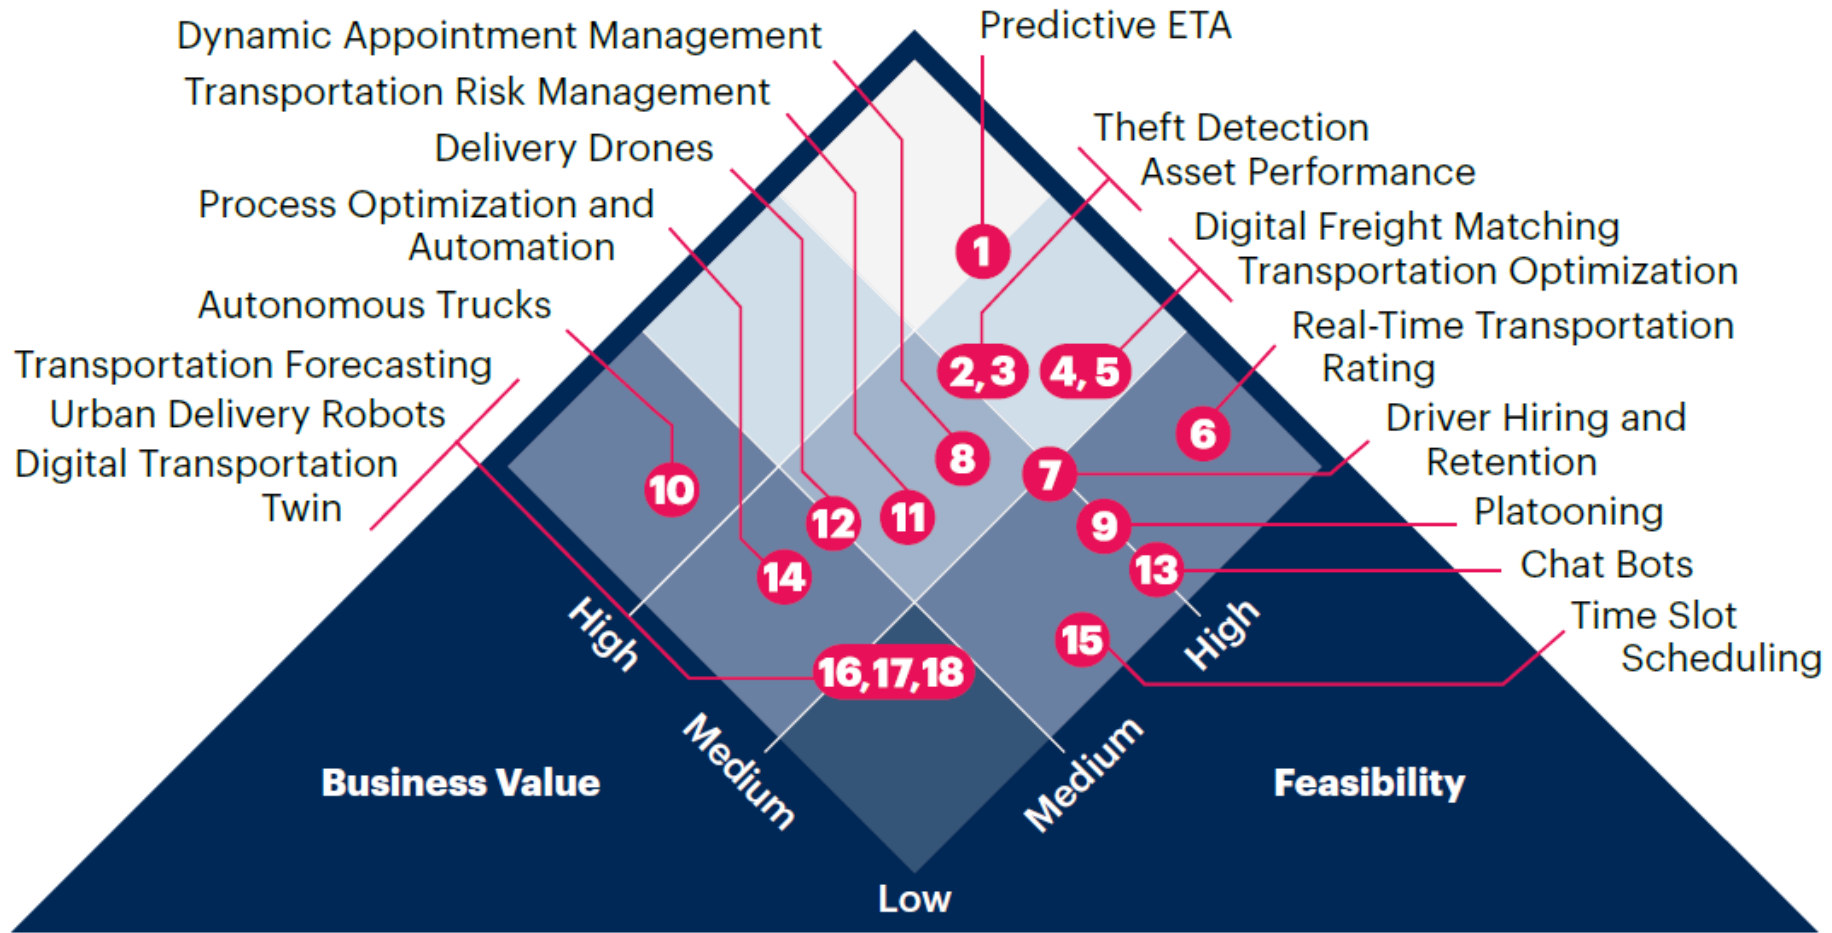 Dynamic Appointment Management
Predictive ETA
Transportation Risk Management
Theft Detection
Delivery Drones
Asset Performance
Process Optimization and
Automation
Digital Freight Matching
Transportation Optimization
1
Autonomous Trucks
Real-Time Transportation
Rating
Transportation Forecasting
Urban Delivery Robots
Digital Transportation
Twin
2, 3
4, 5
6
Driver Hiring and
Retention
8
7
10
12
11
9
Platooning
14
13
Chat Bots
15
Time Slot
Scheduling
16, 17, 18
High
High
Medium
Medium
Business Value
Feasibility
Low